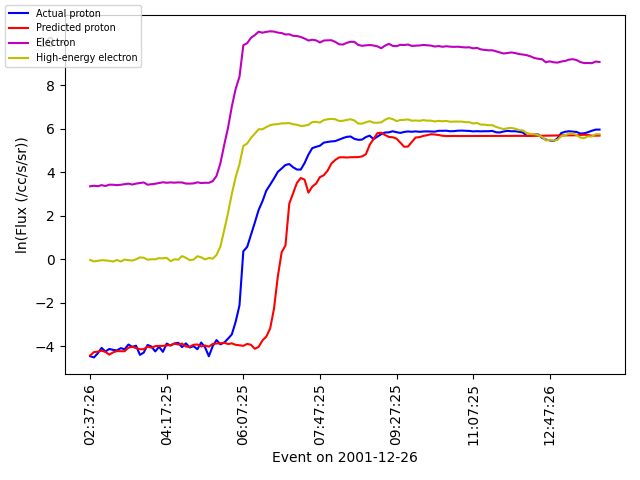 Actual proton
Predicted proton
Electron
High-energy electron
8
6
4
2
0
−2
−4
ln(Flux (/cc/s/sr))
02:37:26
04:17:25
06:07:25
07:47:25
09:27:25
11:07:25
12:47:26
Event on 2001-12-26